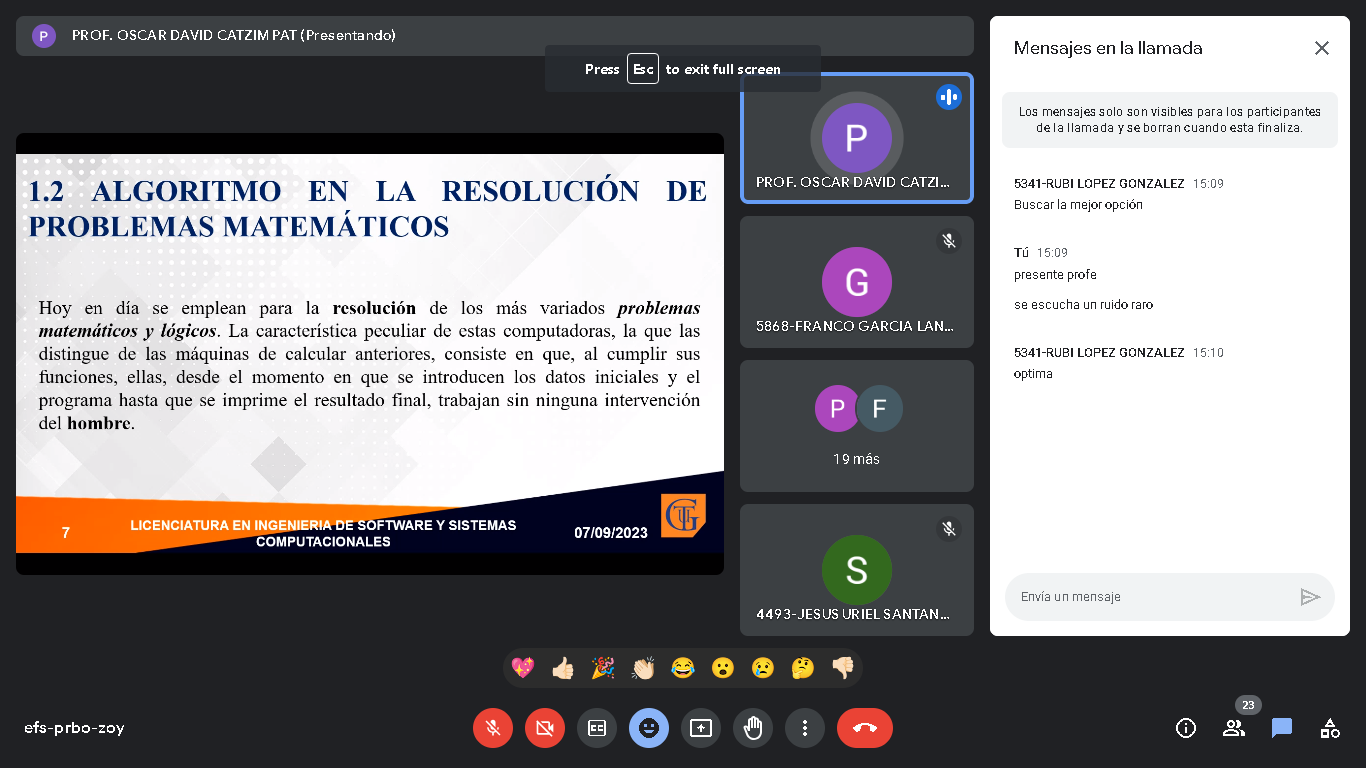 P PROF. OSCAR DAVID CATZIM PAT (Presentando)
Press Esc to exit full screen
1.2 ALGORITMO EN LA RESOLUCIÓN DE
PROBLEMAS MATEMÁTICOS
Hoy en día se emplean para la resolución de los más variados problemas
matemáticos y lógicos. La característica peculiar de estas computadoras, la que las
distingue de las máquinas de calcular anteriores, consiste en que, al cumplir sus
funciones, ellas, desde el momento en que se introducen los datos iniciales y el
programa hasta que se imprime el resultado final, trabajan sin ninguna intervención
del hombre.
7
LICENCIATURA EN INGENIERIA DE SOFTWARE Y SISTEMAS
COMPUTACIONALES
07/09/2023
P
PROF. OSCAR DAVID CATZI...
G
5868-FRANCO GARCIA LAN...
P F
19 más
S
4493-JESUS URIEL SANTAN...
Mensajes en la llamada
Los mensajes solo son visibles para los participantes
de la llamada y se borran cuando esta finaliza.
5341-RUBI LOPEZ GONZALEZ 15:09
Buscar la mejor opción
Tú 15:09
presente profe
se escucha un ruido raro
5341-RUBI LOPEZ GONZALEZ 15:10
optima
Envía un mensaje
efs-prbo-zoy
23